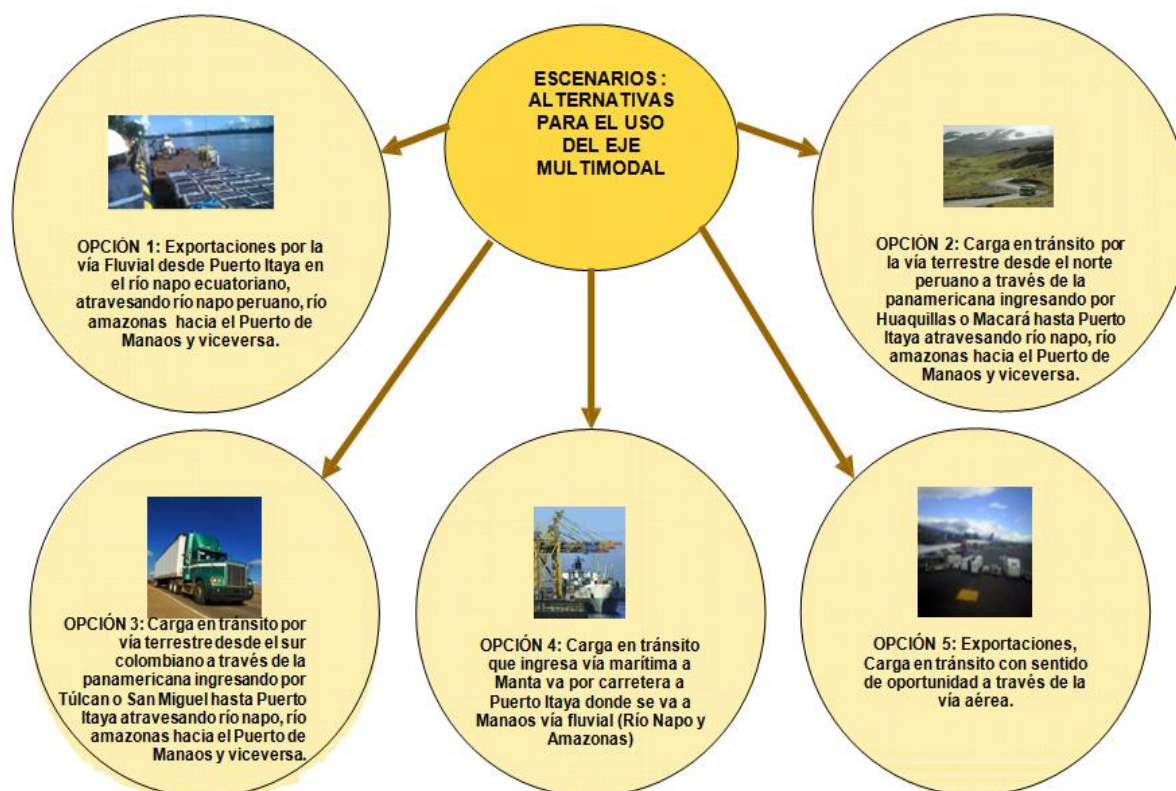 ESCENARIOS :
ALTERNATIVAS
PARA EL USO
DEL EJE
MULTIMODAL
OPCIÓN 1: Exportaciones por la
vía Fluvial desde Puerto Itaya en
el río napo ecuatoriano,
atravesando río napo peruano, río
amazonas hacia el Puerto de
Manaos y viceversa.
OPCIÓN 2: Carga en tránsito por
la vía terrestre desde el norte
peruano a través de la
panamericana ingresando por
Huaquillas o Macará hasta Puerto
Itaya atravesando río napo, río
amazonas hacia el Puerto de
Manaos y viceversa.
OPCIÓN 3: Carga en tránsito por
vía terrestre desde el sur
colombiano a través de la
panamericana ingresando por
Túlcan o San Miguel hasta Puerto
Itaya atravesando río napo, río
amazonas hacia el Puerto de
Manaos y viceversa.
OPCIÓN 4: Carga en tránsito
que ingresa vía marítima a
Manta va por carretera a
Puerto Itaya donde se va a
Manaos vía fluvial (Río Napo y
Amazonas)
OPCIÓN 5: Exportaciones,
Carga en tránsito con sentido
de oportunidad a través de la
vía aérea.